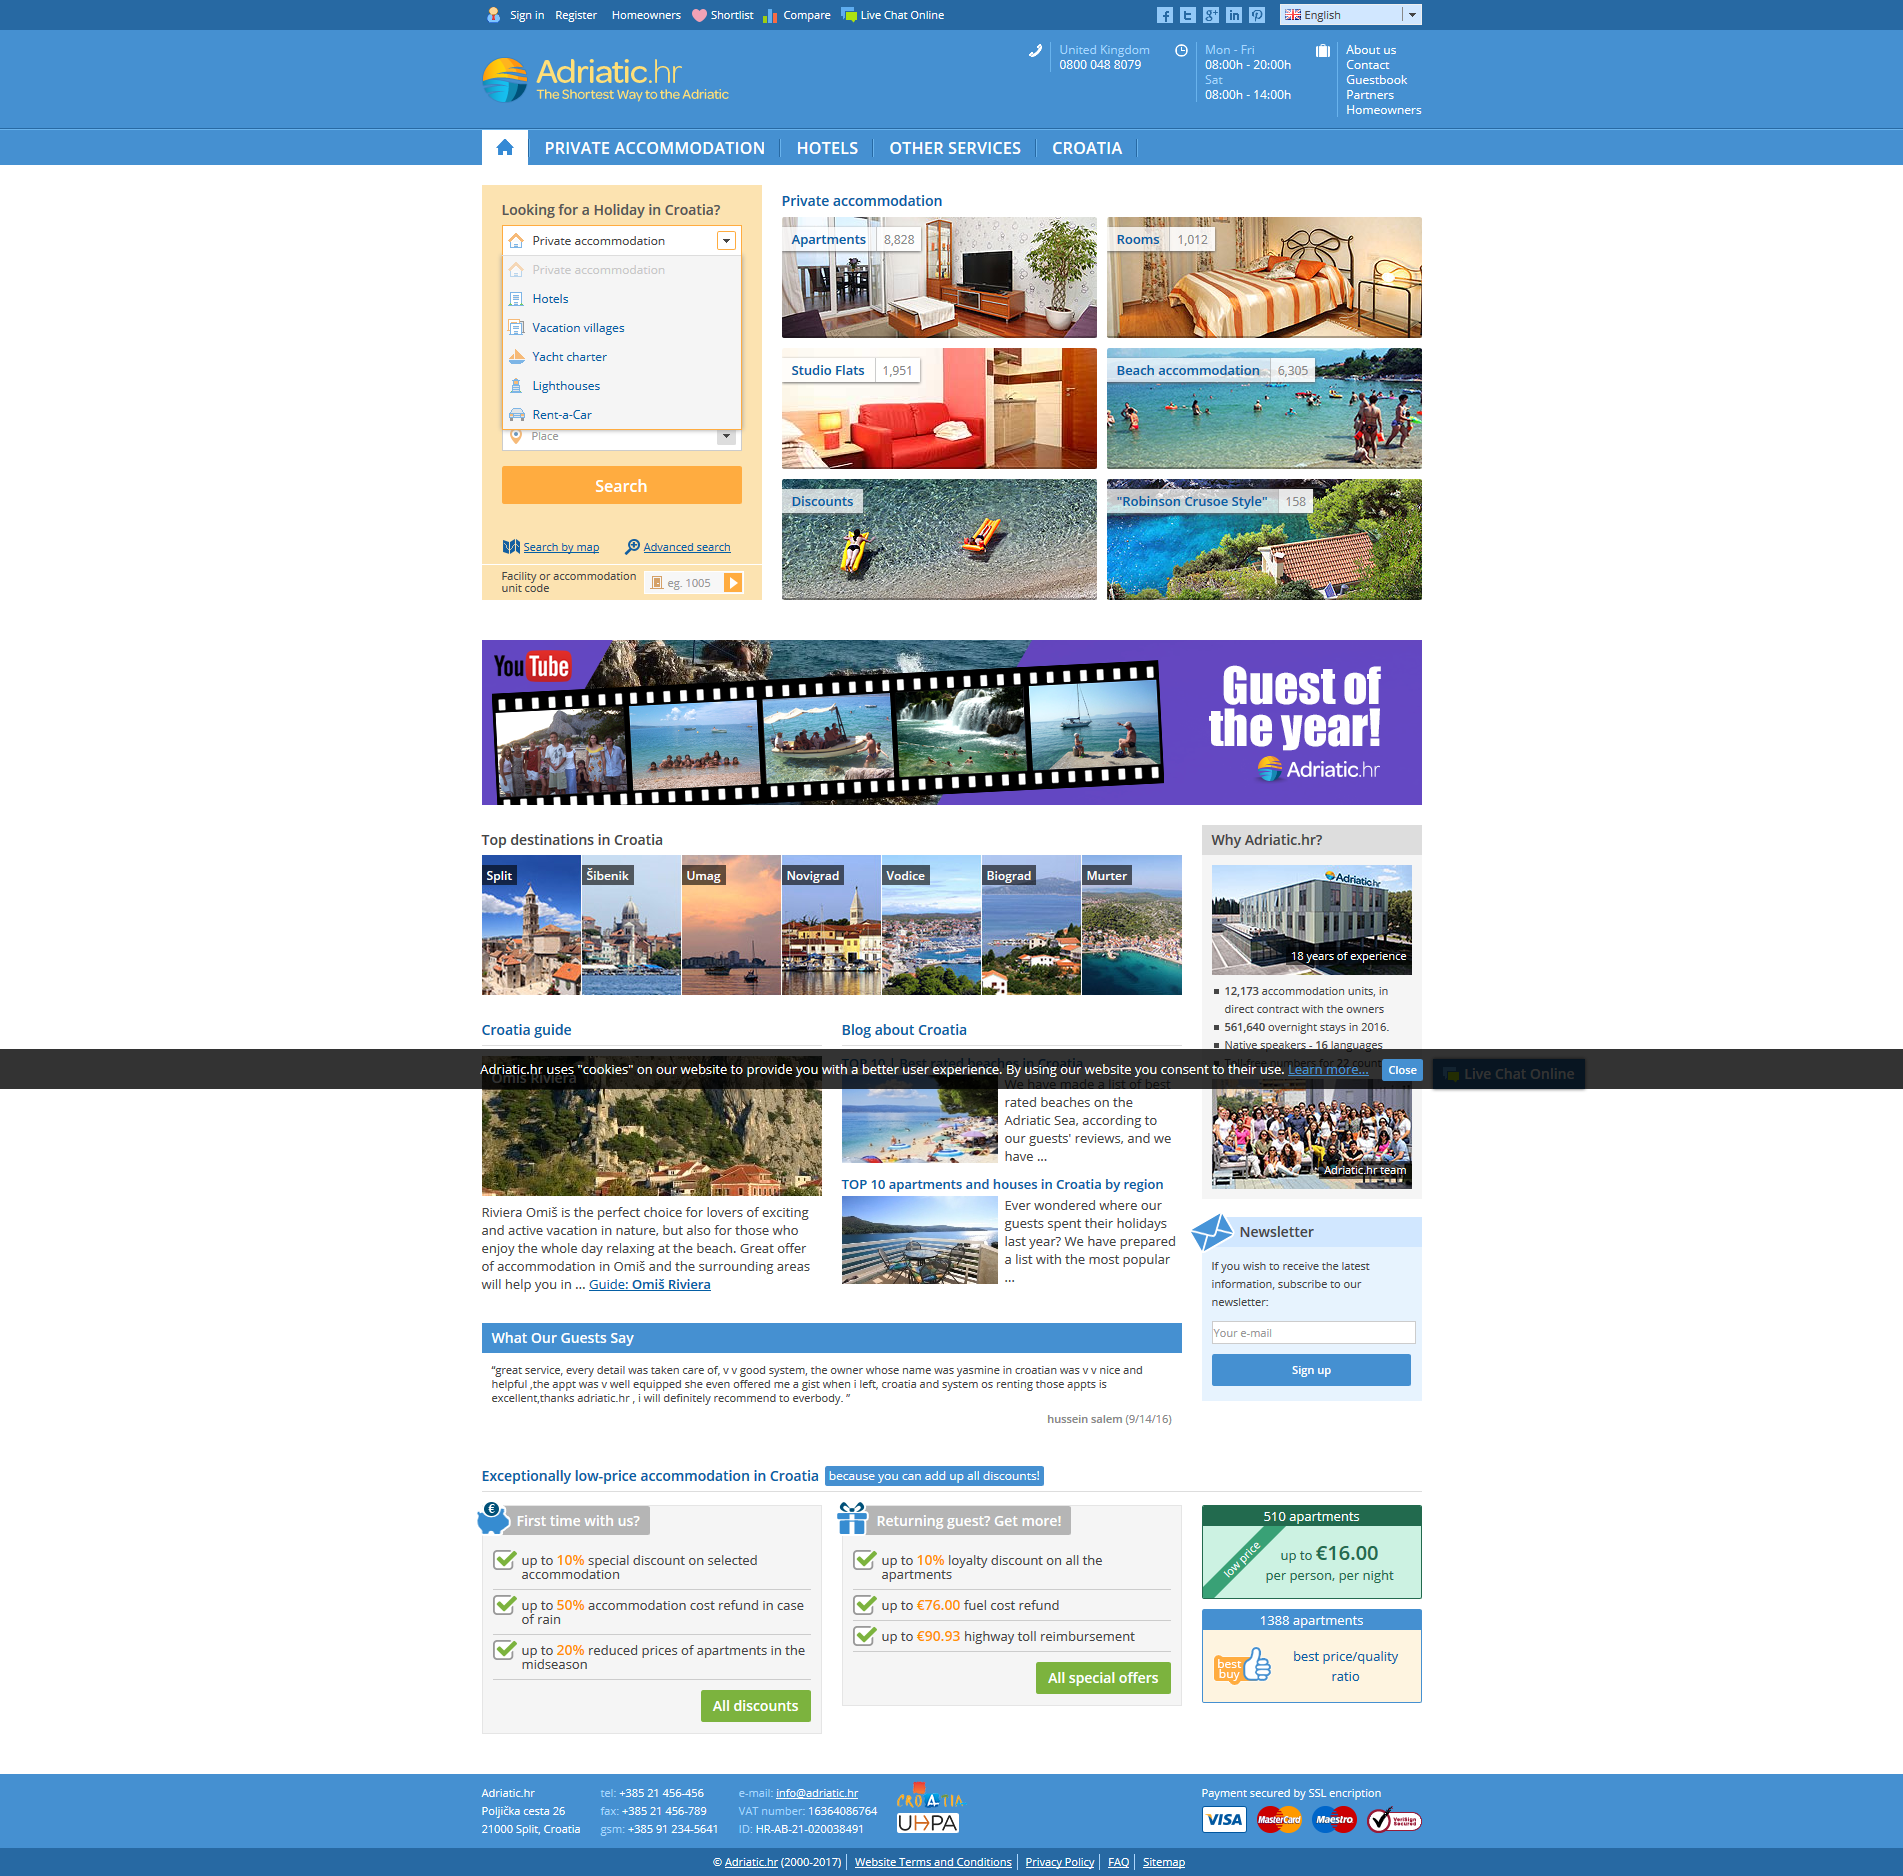 Sign in Register Homeowners Shortlist Compare Live Chat Online
English
Adriatic.hr
The Shortest Way to the Adriatic
United Kingdom
0800 048 8079
Mon - Fri
08:00h - 20:00h
Sat
08:00h - 14:00h
About us
Contact
Guestbook
Partners
Homeowners
PRIVATE ACCOMMODATION HOTELS OTHER SERVICES CROATIA
Looking for a Holiday in Croatia?
Private accommodation
Private accommodation
Hotels
Vacation villages
Yacht charter
Lighthouses
Rent-a-Car
Place
Search
Search by map Advanced search
Facility or accommodation
unit code
eg. 1005
Private accommodation
Apartments 8,828
Rooms 1,012
Studio Flats 1,951
Beach accommodation 6,305
Discounts
"Robinson Crusoe Style" 158
YouTube
Guest of
the year!
Adriatic.hr
Top destinations in Croatia
Split Šibenik Umag Novigrad Vodice Biograd Murter
Why Adriatic.hr?
Adriatic.hr
18 years of experience
12,173 accommodation units, in
direct contract with the owners
561,640 overnight stays in 2016.
Native speakers - 16 languages
Toll-free numbers for 22 count
Adriatic.hr team
Croatia guide
Omiš Riviera
Riviera Omiš is the perfect choice for lovers of exciting
and active vacation in nature, but also for those who
enjoy the whole day relaxing at the beach. Great offer
of accommodation in Omiš and the surrounding areas
will help you in ... Guide: Omiš Riviera
Blog about Croatia
TOP 10 | Best rated beaches in Croatia
We have made a list of best
rated beaches on the
Adriatic Sea, according to
our guests' reviews, and we
have ...
TOP 10 apartments and houses in Croatia by region
Ever wondered where our
guests spent their holidays
last year? We have prepared
a list with the most popular
...
Adriatic.hr uses "cookies" on our website to provide you with a better user experience. By using our website you consent to their use. Learn more... Close
Live Chat Online
Newsletter
If you wish to receive the latest
information, subscribe to our
newsletter:
Your e-mail
Sign up
What Our Guests Say
“great service, every detail was taken care of, v v good system, the owner whose name was yasmine in croatian was v v nice and
helpful ,the appt was v well equipped she even offered me a gist when i left, croatia and system os renting those appts is
excellent,thanks adriatic.hr , i will definitely recommend to everbody. ”
hussein salem (9/14/16)
Exceptionally low-price accommodation in Croatia because you can add up all discounts!
First time with us?
up to 10% special discount on selected
accommodation
up to 50% accommodation cost refund in case
of rain
up to 20% reduced prices of apartments in the
midseason
All discounts
Returning guest? Get more!
up to 10% loyalty discount on all the
apartments
up to €76.00 fuel cost refund
up to €90.93 highway toll reimbursement
All special offers
510 apartments
low price
up to €16.00
per person, per night
1388 apartments
best
buy
best price/quality
ratio
Adriatic.hr
Poljička cesta 26
21000 Split, Croatia
tel: +385 21 456-456
fax: +385 21 456-789
gsm: +385 91 234-5641
e-mail: info@adriatic.hr
VAT number: 16364086764
ID: HR-AB-21-020038491
CROATIA
UHPA
Payment secured by SSL encription
VISA MasterCard Maestro VeriSign Secured
© Adriatic.hr (2000-2017) Website Terms and Conditions Privacy Policy FAQ Sitemap